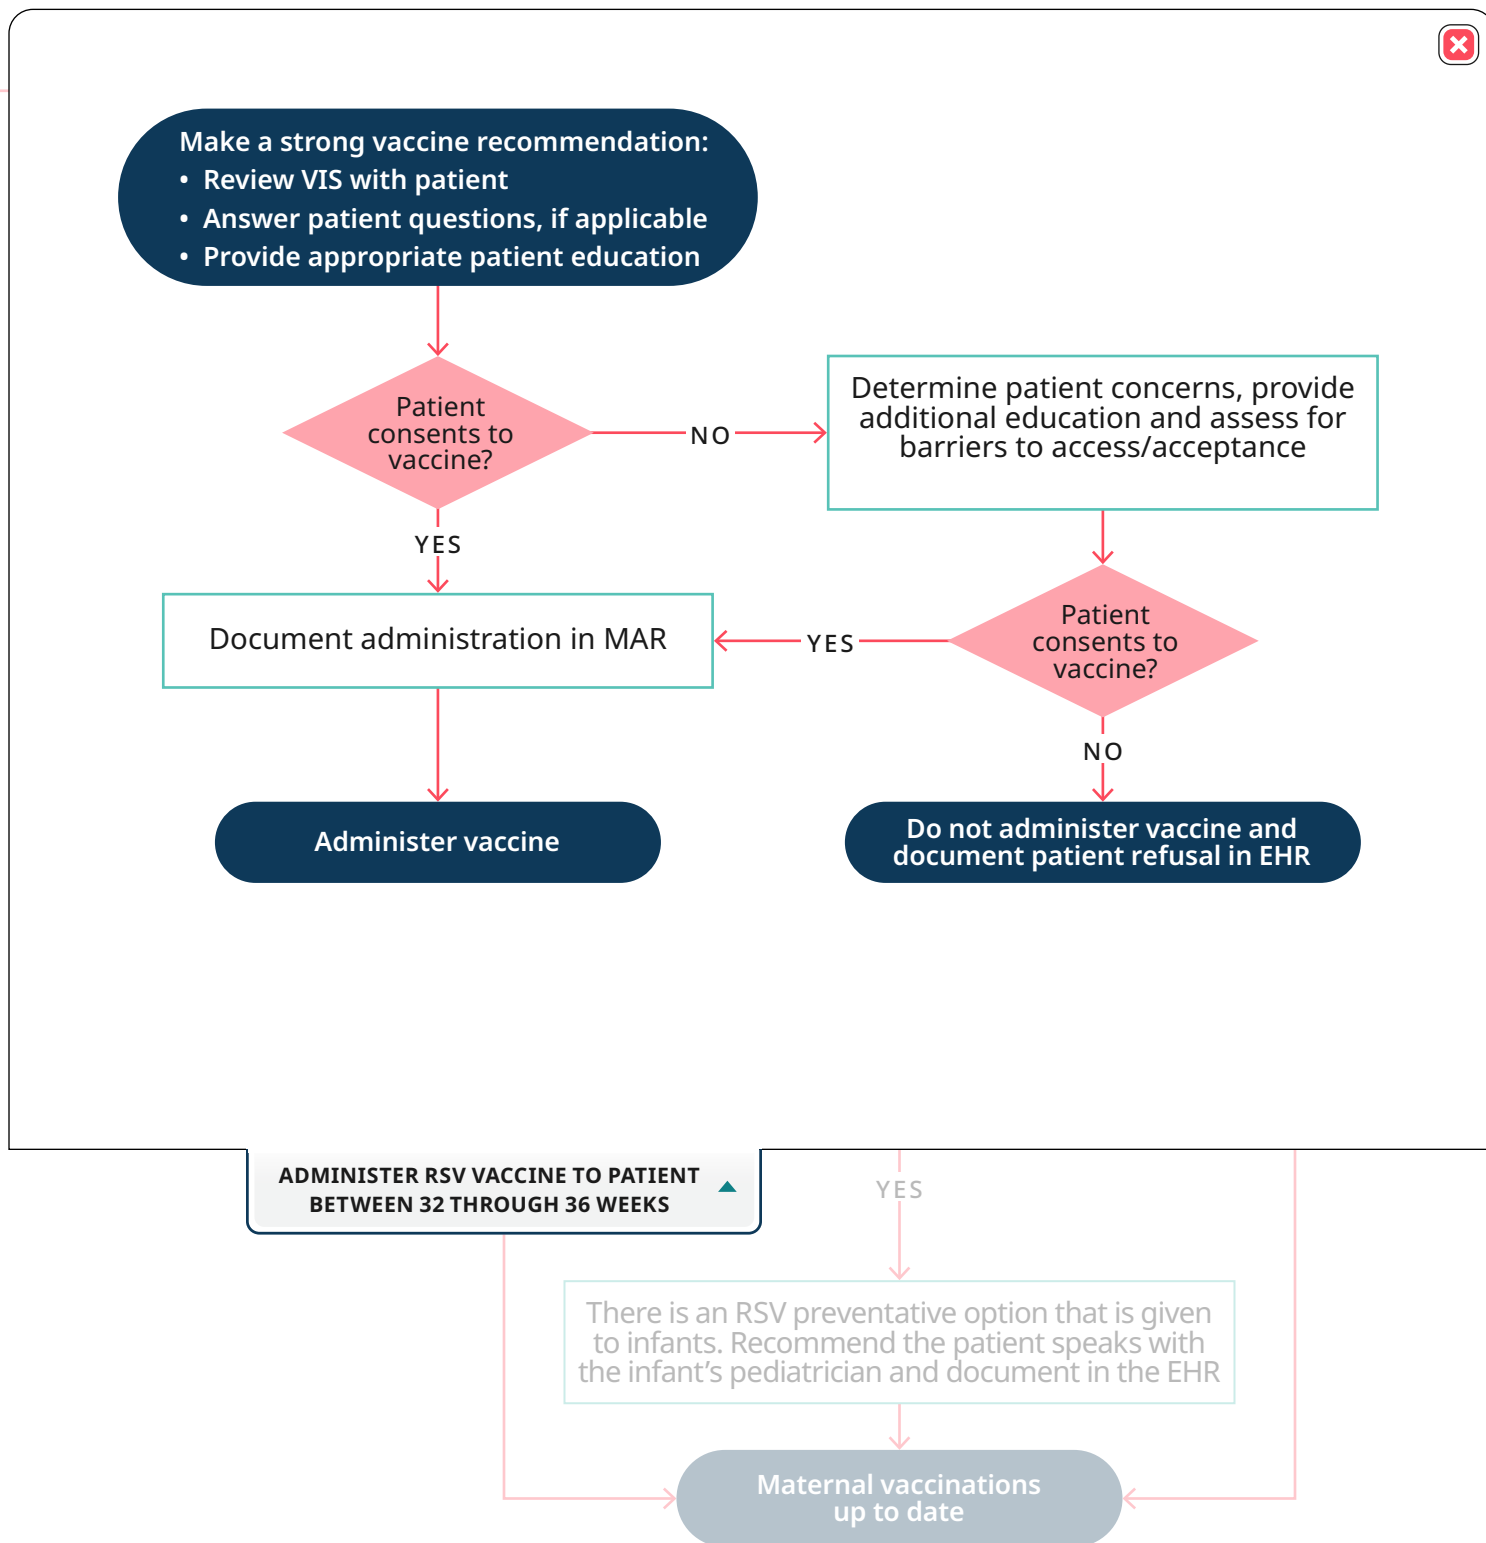 Make a strong vaccine recommendation:
• Review VIS with patient
• Answer patient questions, if applicable
• Provide appropriate patient education
Patient
consents to
vaccine?
NO
Determine patient concerns, provide
additional education and assess for
barriers to access/acceptance
YES
Document administration in MAR
YES
Patient
consents to
vaccine?
NO
Administer vaccine
Do not administer vaccine and
document patient refusal in EHR
ADMINISTER RSV VACCINE TO PATIENT
BETWEEN 32 THROUGH 36 WEEKS
YES
There is an RSV preventative option that is given
to infants. Recommend the patient speaks with
the infant’s pediatrician and document in the EHR
Maternal vaccinations
up to date